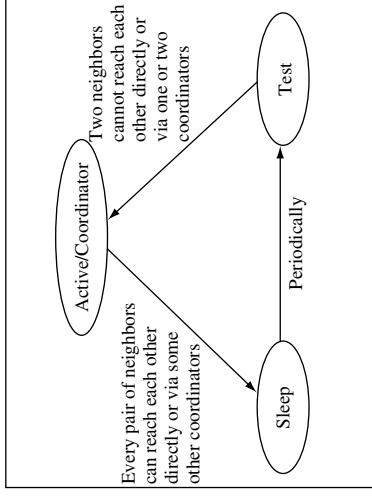 Active/Coordinator
Two neighbors
cannot reach each
other directly or
via one or two
coordinators
Every pair of neighbors
can reach each other
directly or via some
other coordinators
Sleep
Periodically
Test